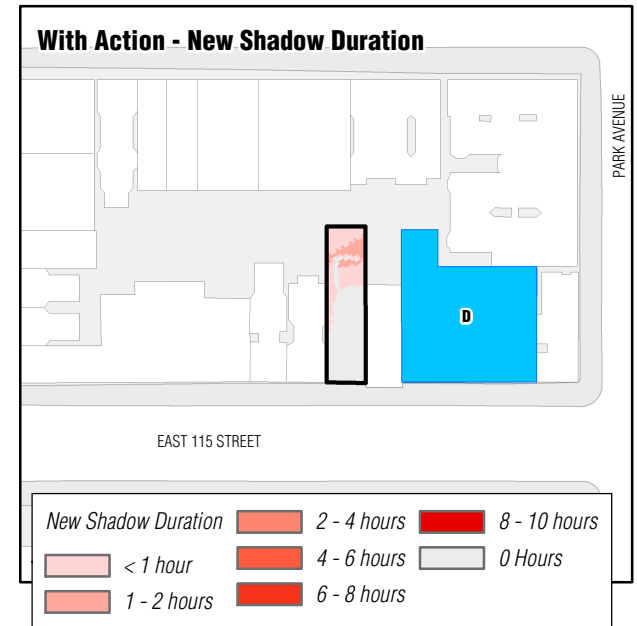 With Action - New Shadow Duration
PARK AVENUE
D
EAST 115 STREET
New Shadow Duration
< 1 hour
1 - 2 hours
2 - 4 hours
4 - 6 hours
6 - 8 hours
8 - 10 hours
0 Hours